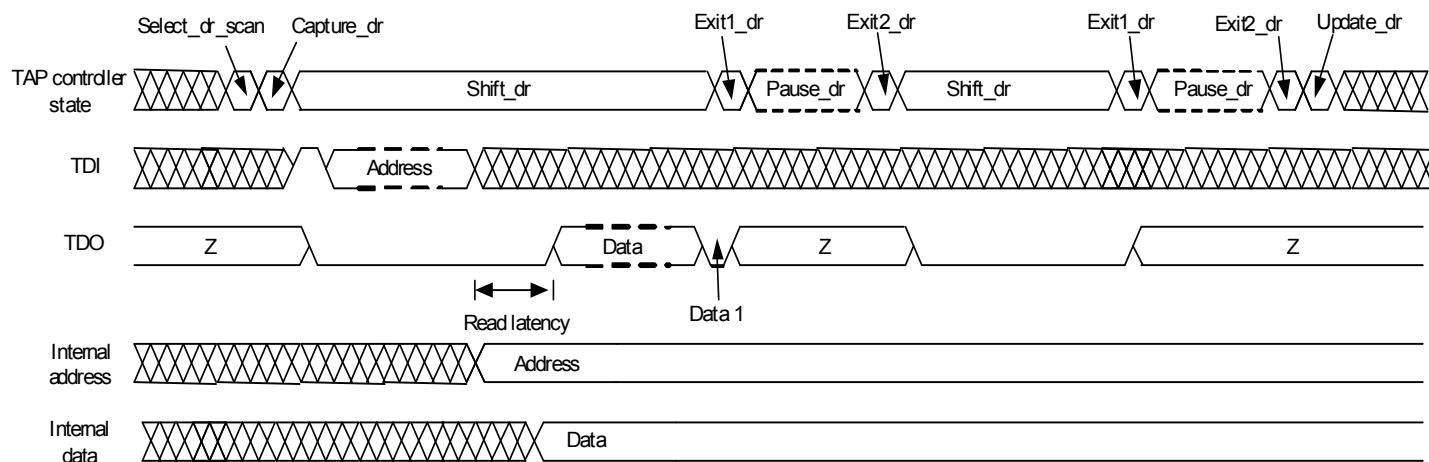 Select_dr_scan
Capture_dr
Exit1_dr
Exit2_dr
Exit1_dr
Exit2_dr
Update_dr
TAP controller
state
Shift_dr
Pause_dr
Shift_dr
Pause_dr
TDI
Address
TDO
Z
Data
Z
Z
Read latency
Data 1
Internal
address
Address
Internal
data
Data